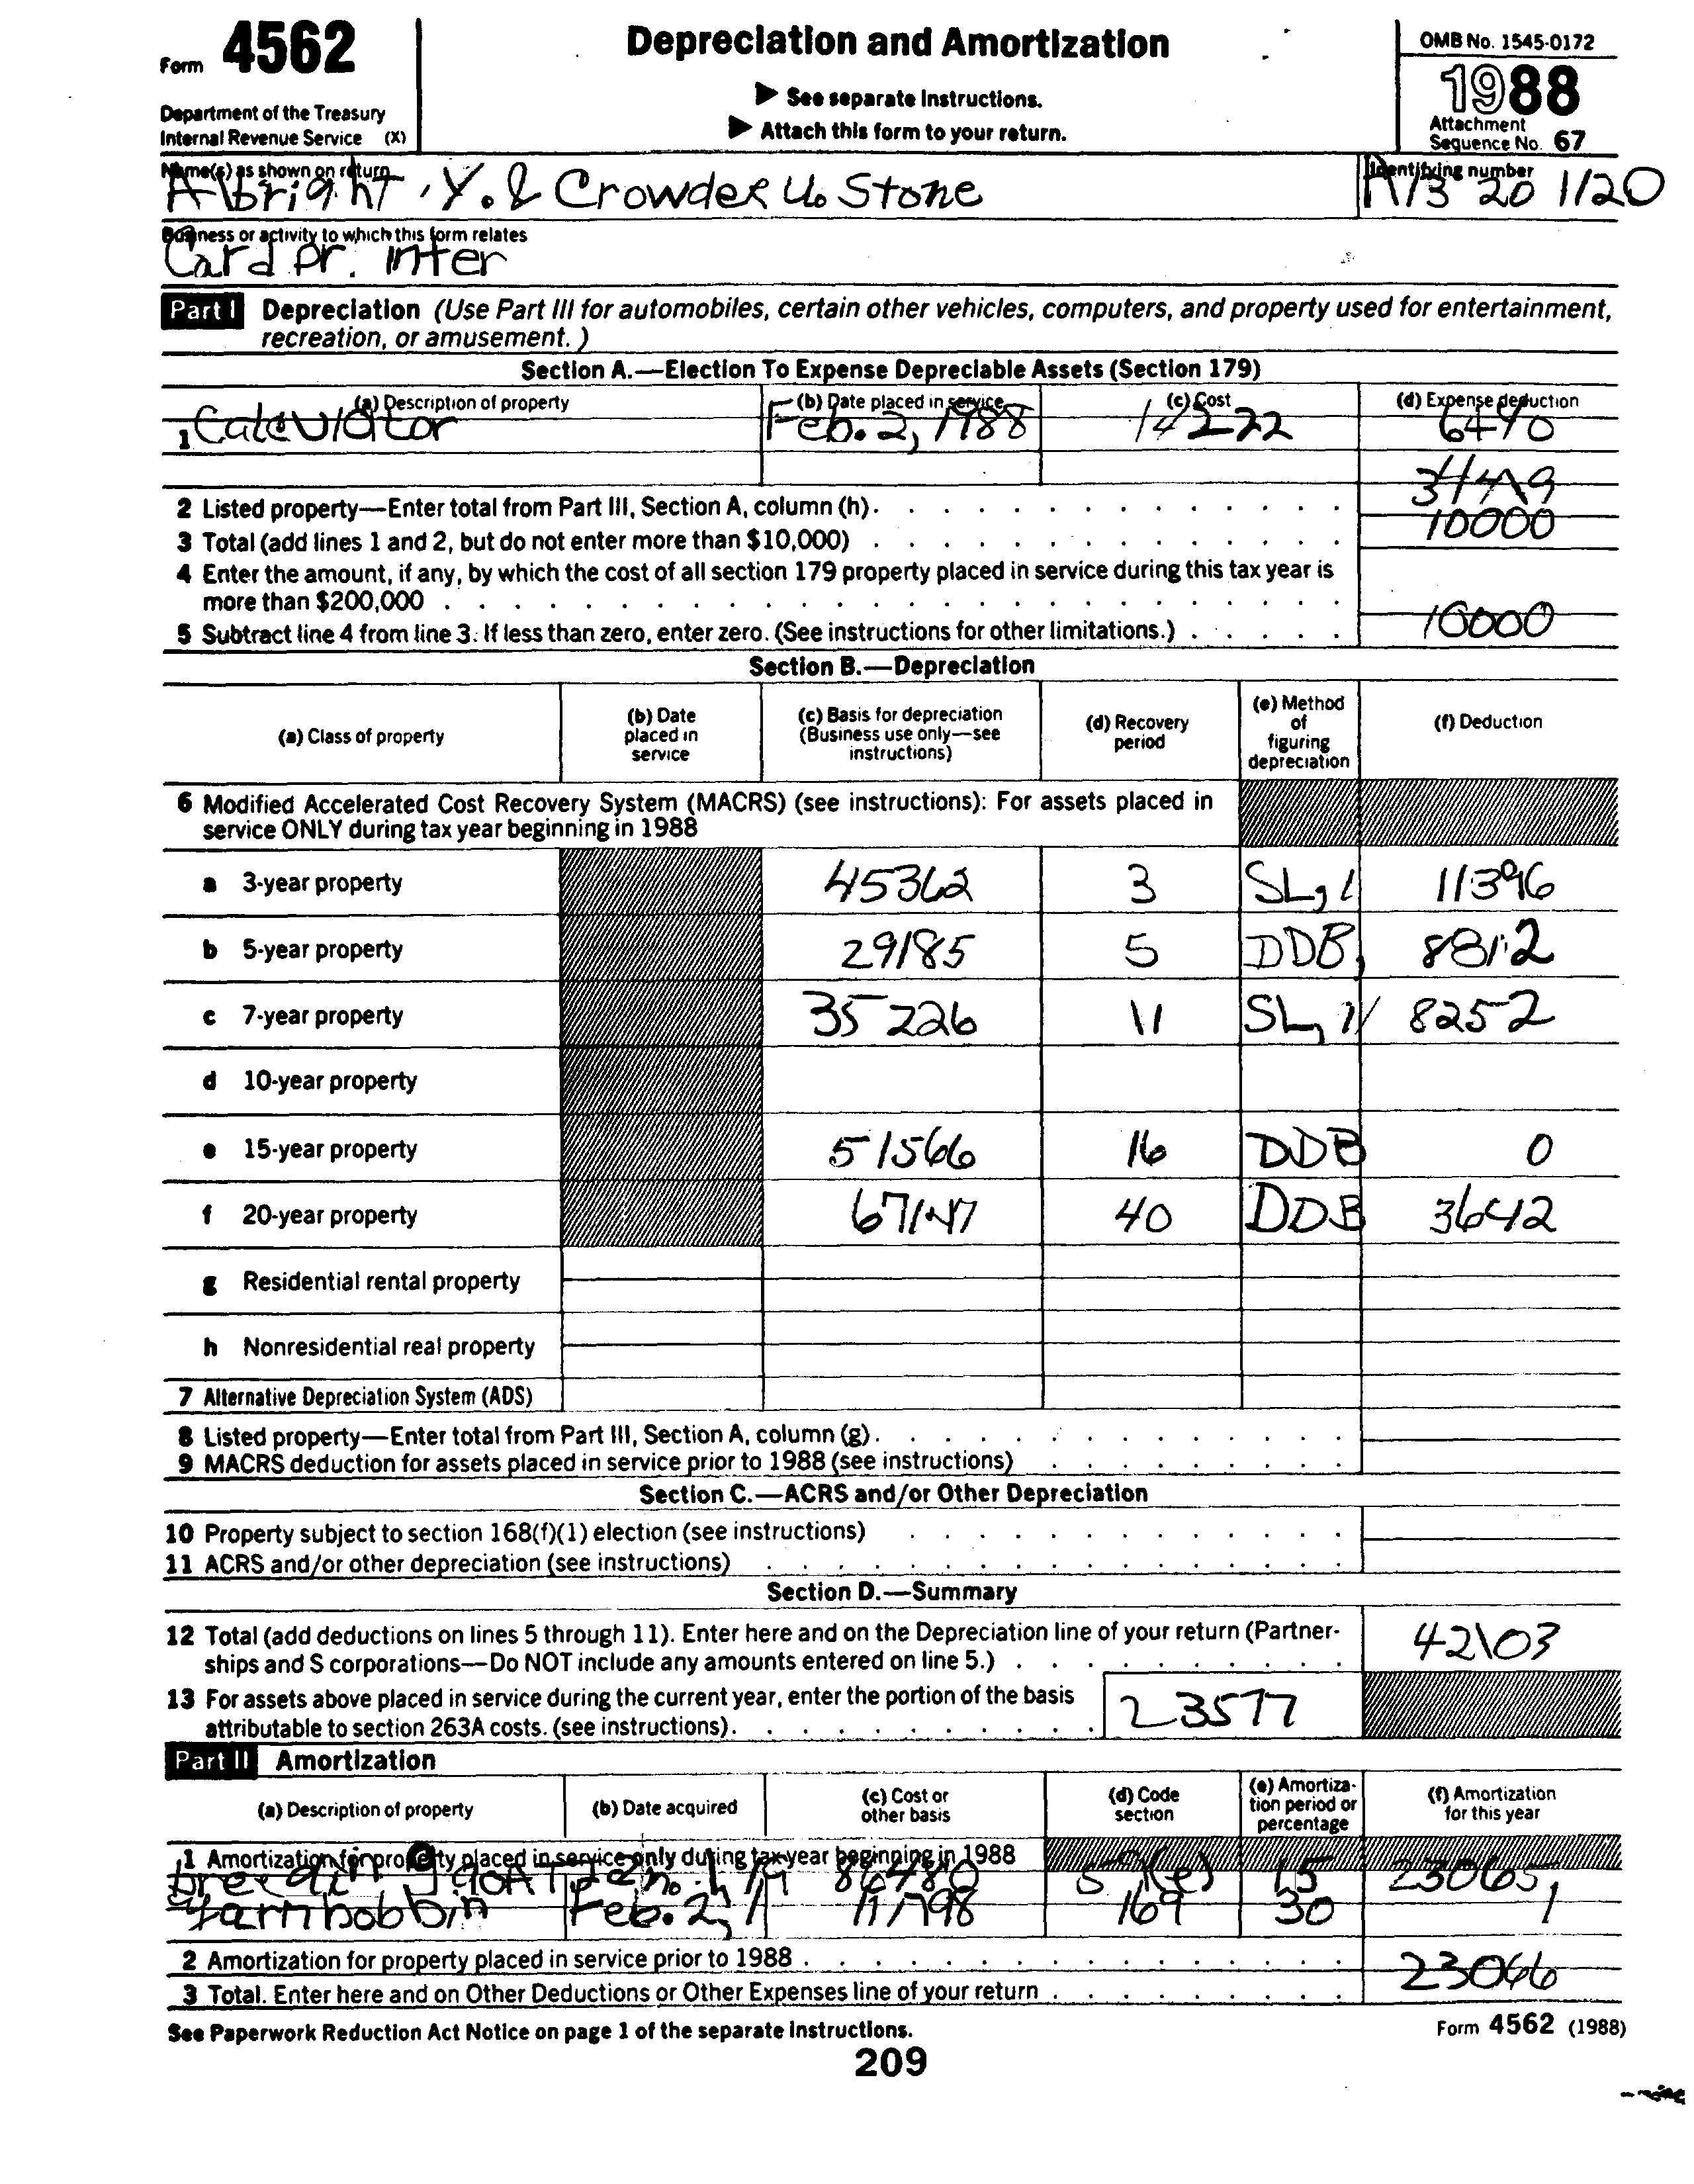 Form 4562
Depreciation and Amortization
OMB No. 1545-0172
1988
▶ See separate Instructions.
▶ Attach this form to your return.
Department of the Treasury
Internal Revenue Service (X)
Attachment
Sequence No. 67
Name(s) as shown on return
Identifying number
Albright, Y. & Crowder U. Stone
20 1120
Business or activity to which this form relates
Card pr. inter
Part I Depreciation (Use Part III for automobiles, certain other vehicles, computers, and property used for entertainment,
recreation, or amusement.)
Section A.—Election To Expense Depreciable Assets (Section 179)
(a) Description of property (b) Date placed in service (c) Cost (d) Expense deduction
1 Calculator Feb. 2, 1988 14222 6490
2 Listed property—Enter total from Part III, Section A, column (h).
3 Total (add lines 1 and 2, but do not enter more than $10,000) 10000
4 Enter the amount, if any, by which the cost of all section 179 property placed in service during this tax year is
more than $200,000
5 Subtract line 4 from line 3. If less than zero, enter zero. (See instructions for other limitations.) 10000
Section B.—Depreciation
(a) Class of property (b) Date placed in service (c) Basis for depreciation (Business use only—see instructions) (d) Recovery period (e) Method of figuring depreciation (f) Deduction
6 Modified Accelerated Cost Recovery System (MACRS) (see instructions): For assets placed in
service ONLY during tax year beginning in 1988
a 3-year property 45362 3 SL, 11396
b 5-year property 29185 5 DDB, 8812
c 7-year property 35226 11 SL, 8252
d 10-year property
e 15-year property 51566 16 DDB 0
f 20-year property 40 DDB 3642
g Residential rental property
h Nonresidential real property
7 Alternative Depreciation System (ADS)
8 Listed property—Enter total from Part III, Section A, column (g).
9 MACRS deduction for assets placed in service prior to 1988 (see instructions)
Section C.—ACRS and/or Other Depreciation
10 Property subject to section 168(f)(1) election (see instructions)
11 ACRS and/or other depreciation (see instructions)
Section D.—Summary
12 Total (add deductions on lines 5 through 11). Enter here and on the Depreciation line of your return (Partner-
ships and S corporations—Do NOT include any amounts entered on line 5.) 42103
13 For assets above placed in service during the current year, enter the portion of the basis
attributable to section 263A costs. (see instructions). 23577
Part II Amortization
(a) Description of property (b) Date acquired (c) Cost or other basis (d) Code section (e) Amortiza-tion period or percentage (f) Amortization for this year
1 Amortization for property placed in service only during tax year beginning in 1988
86480 15 23065
Yarn bobbin Feb. 2, 1 11798 169 30 1
2 Amortization for property placed in service prior to 1988
3 Total. Enter here and on Other Deductions or Other Expenses line of your return 23066
See Paperwork Reduction Act Notice on page 1 of the separate Instructions.
Form 4562 (1988)
209